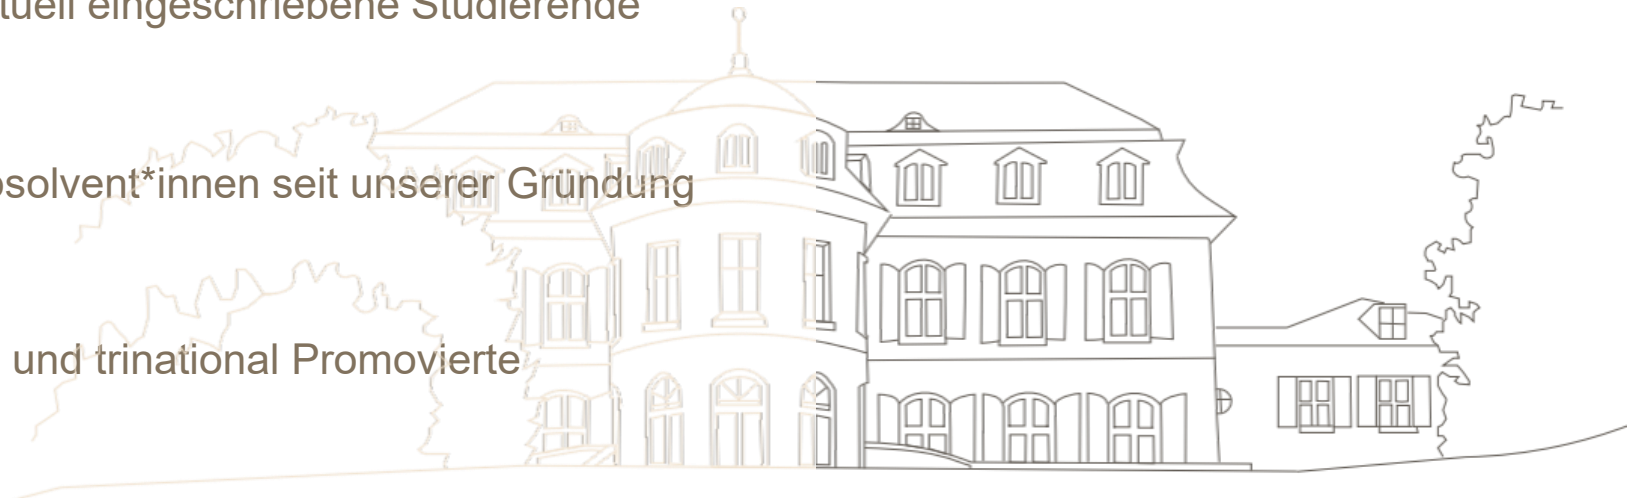 tuell eingeschriebene Studierende
bsolvent*innen seit unserer Gründung
und trinational Promovierte